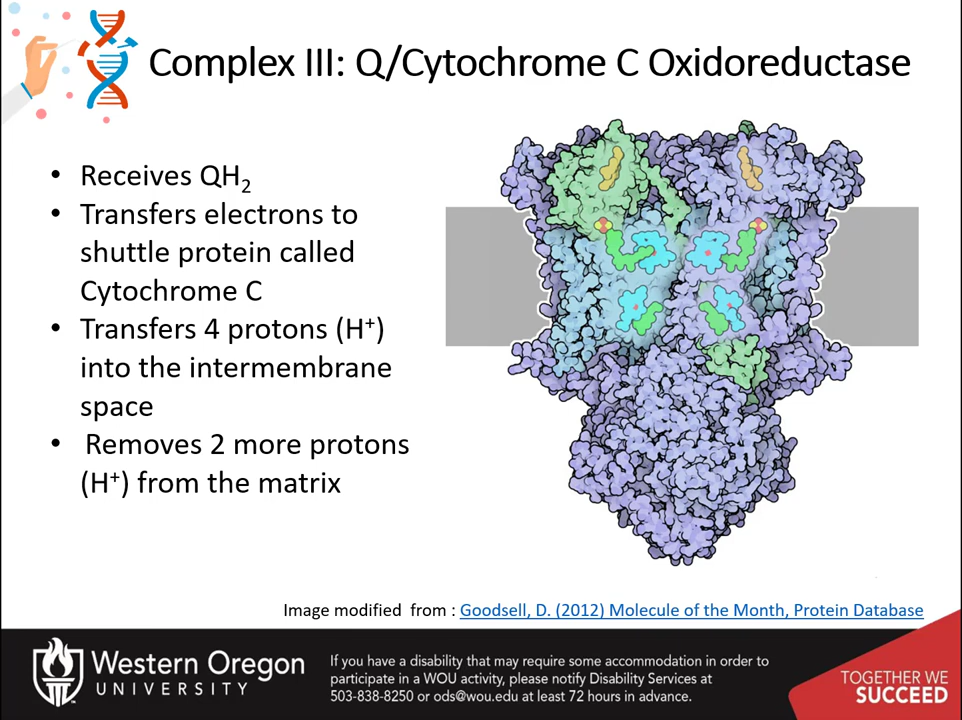 Complex III: Q/Cytochrome C Oxidoreductase
• Receives QH₂
• Transfers electrons to
shuttle protein called
Cytochrome C
• Transfers 4 protons (H⁺)
into the intermembrane
space
• Removes 2 more protons
(H⁺) from the matrix
Image modified from : Goodsell, D. (2012) Molecule of the Month, Protein Database
Western Oregon
UNIVERSITY
If you have a disability that may require some accommodation in order to
participate in a WOU activity, please notify Disability Services at
503-838-8250 or ods@wou.edu at least 72 hours in advance.
TOGETHER WE
SUCCEED